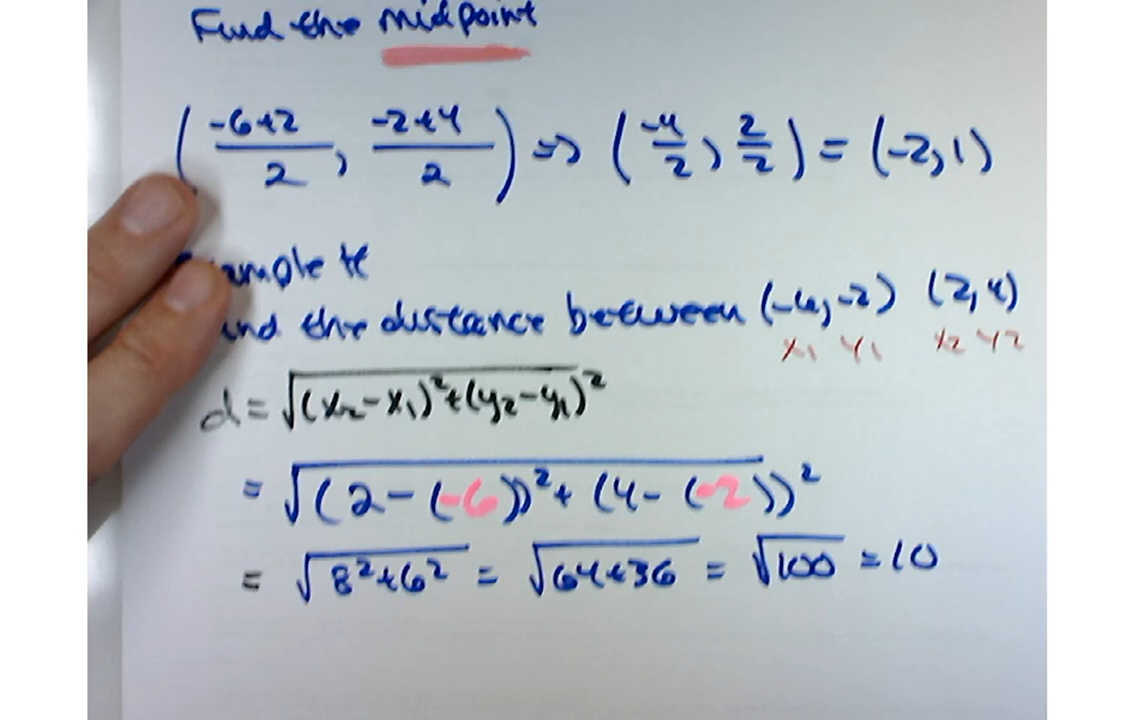 Find the midpoint
(-6+2/2, -2+4/2) => (-4/2, 2/2) = (-2,1)
ample
nd the distance between (-6,-2) (2,4)
x1 y1 x2 y2
d = √(x2-x1)²+(y2-y1)²
= √(2-(-6))²+(4-(-2))²
= √8²+6² = √64+36 = √100 = 10